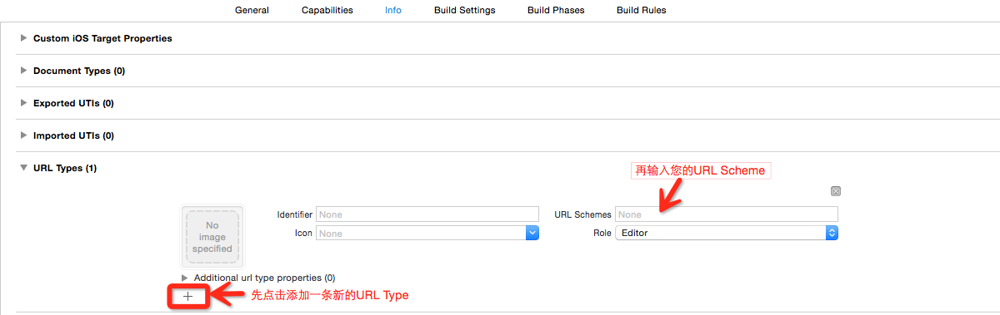 General Capabilities Info Build Settings Build Phases Build Rules
Custom iOS Target Properties
Document Types (0)
Exported UTIs (0)
Imported UTIs (0)
URL Types (1)
再输入您的URL Scheme
No
image
specified
Identifier None
URL Schemes None
Icon None
Role Editor
Additional url type properties (0)
先点击添加一条新的URL Type